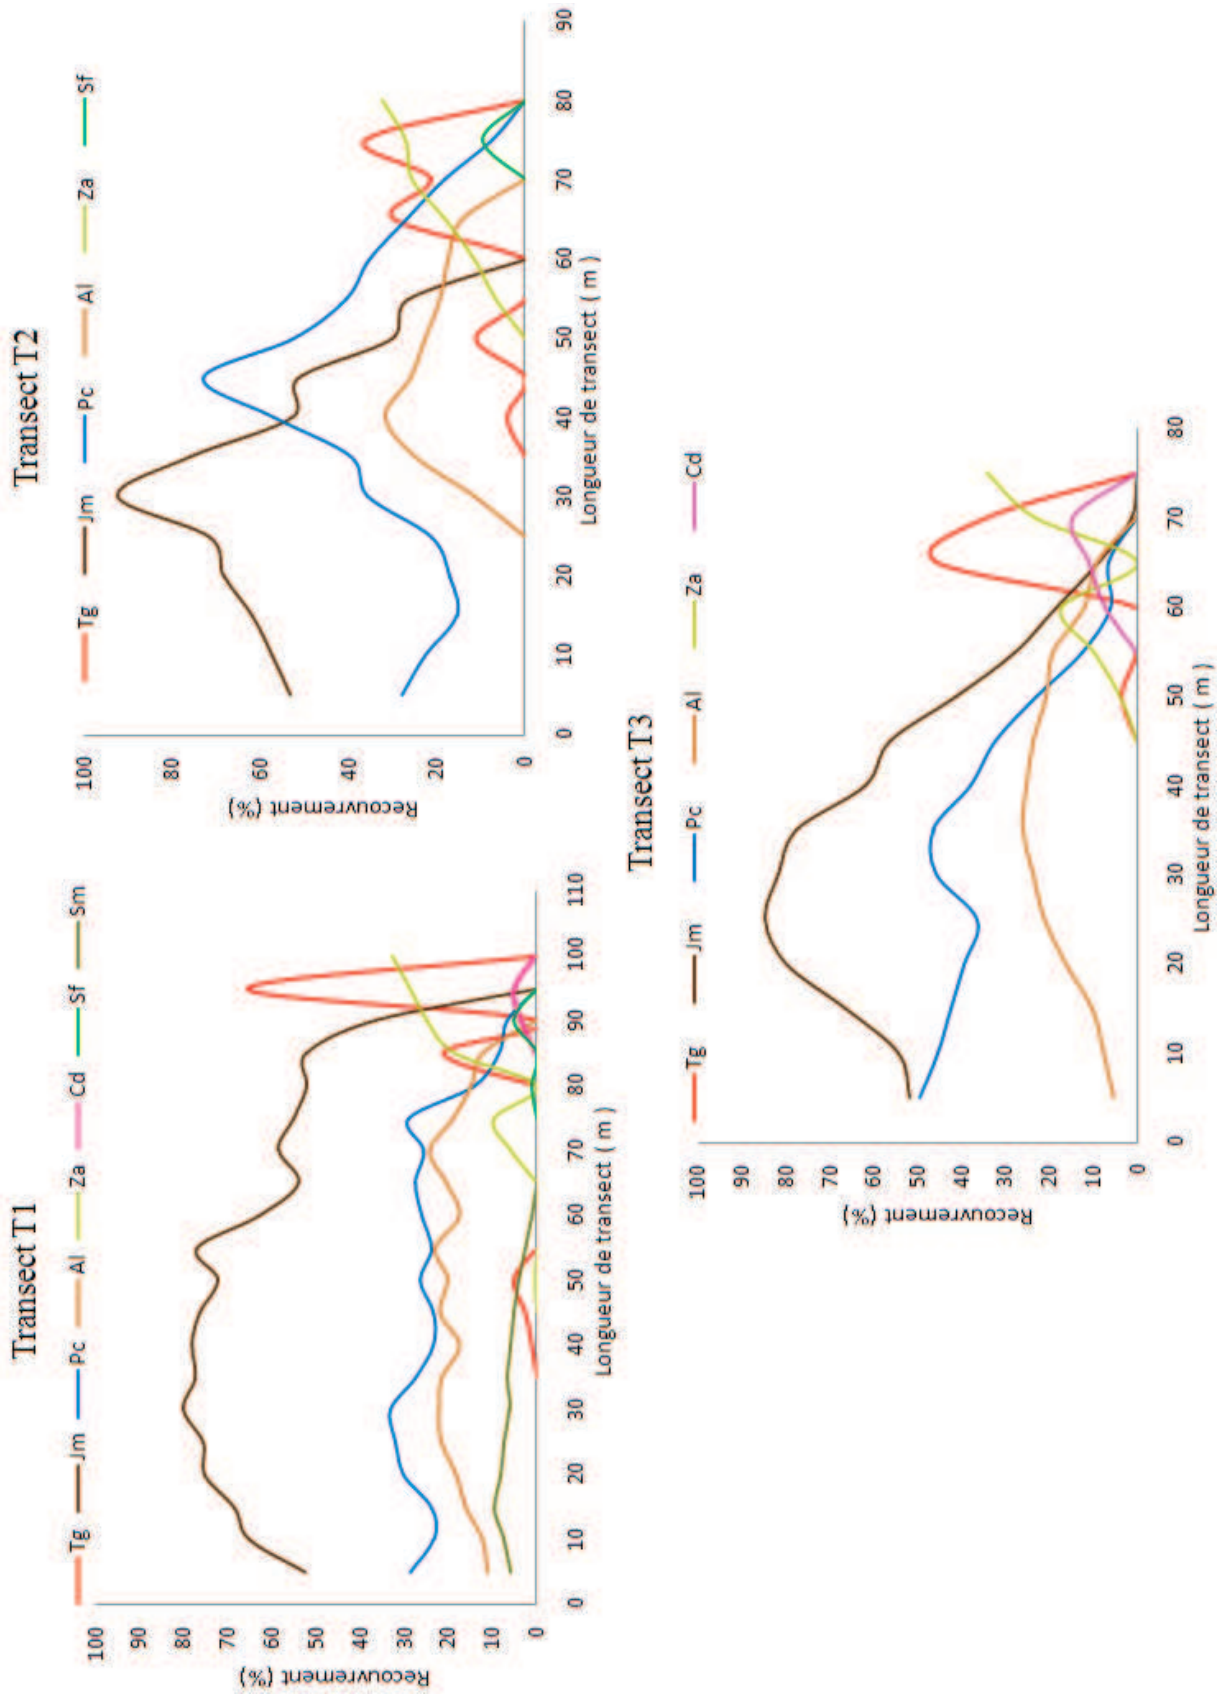 Transect T1
Tg Jm Pc Al Za Cd Sf Sm
Recouvrement (%)
100
90
80
70
60
50
40
30
20
10
0
0 10 20 30 40 50 60 70 80 90 100 110
Longueur de transect ( m )
Transect T2
Tg Jm Pc Al Za Sf
Recouvrement (%)
100
80
60
40
20
0
0 10 20 30 40 50 60 70 80 90
Longueur de transect ( m )
Transect T3
Tg Jm Pc Al Za Cd
Recouvrement (%)
100
90
80
70
60
50
40
30
20
10
0
0 10 20 30 40 50 60 70 80
Longueur de transect ( m )